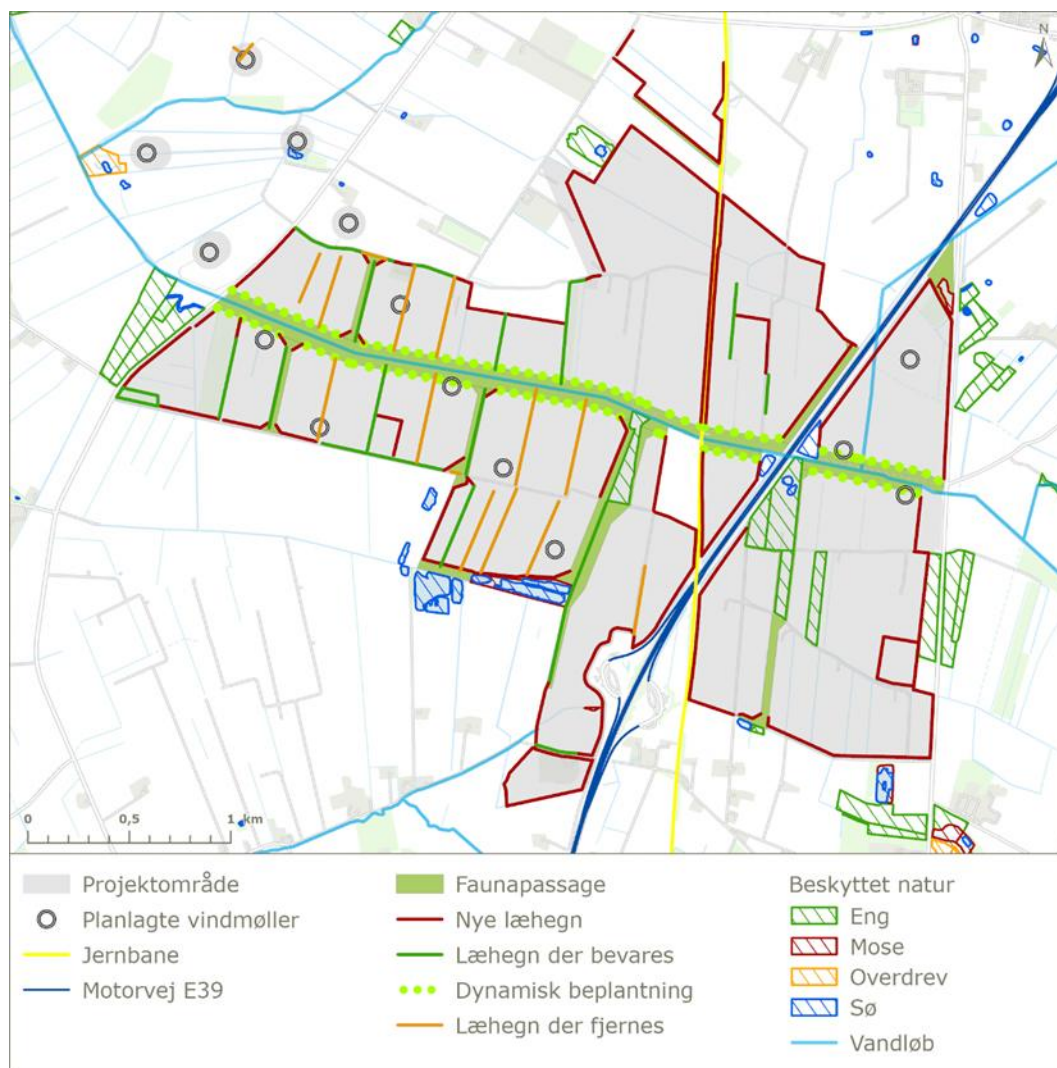 N
0 0,5 1 km
Projektområde
Planlagte vindmøller
Jernbane
Motorvej E39
Faunapassage
Nye læhegn
Læhegn der bevares
Dynamisk beplantning
Læhegn der fjernes
Beskyttet natur
Eng
Mose
Overdrev
Sø
Vandløb